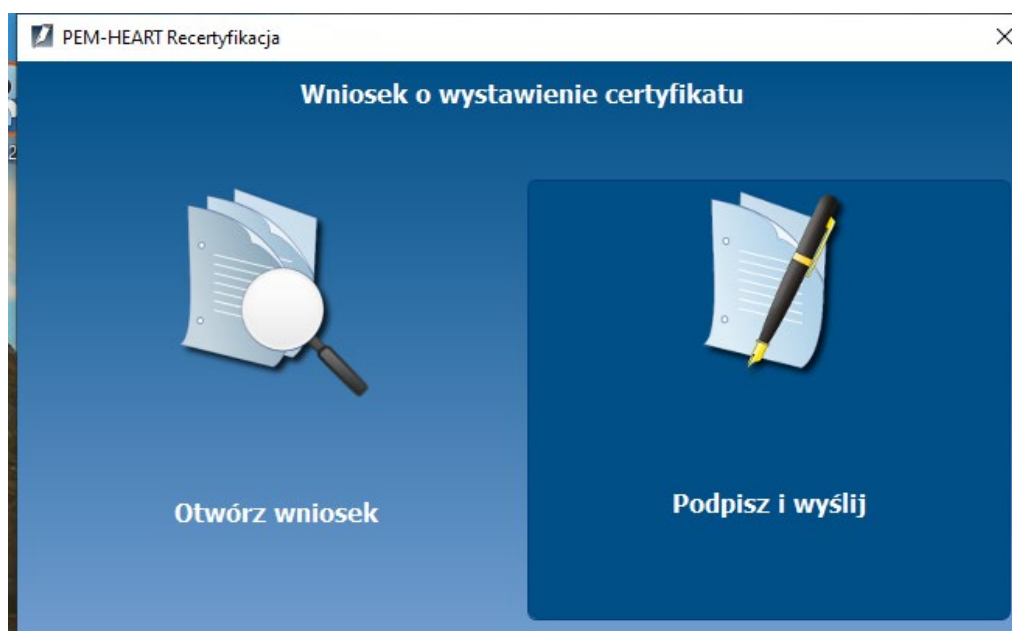 PEM-HEART Recertyfikacja
Wniosek o wystawienie certyfikatu
Otwórz wniosek
Podpisz i wyślij